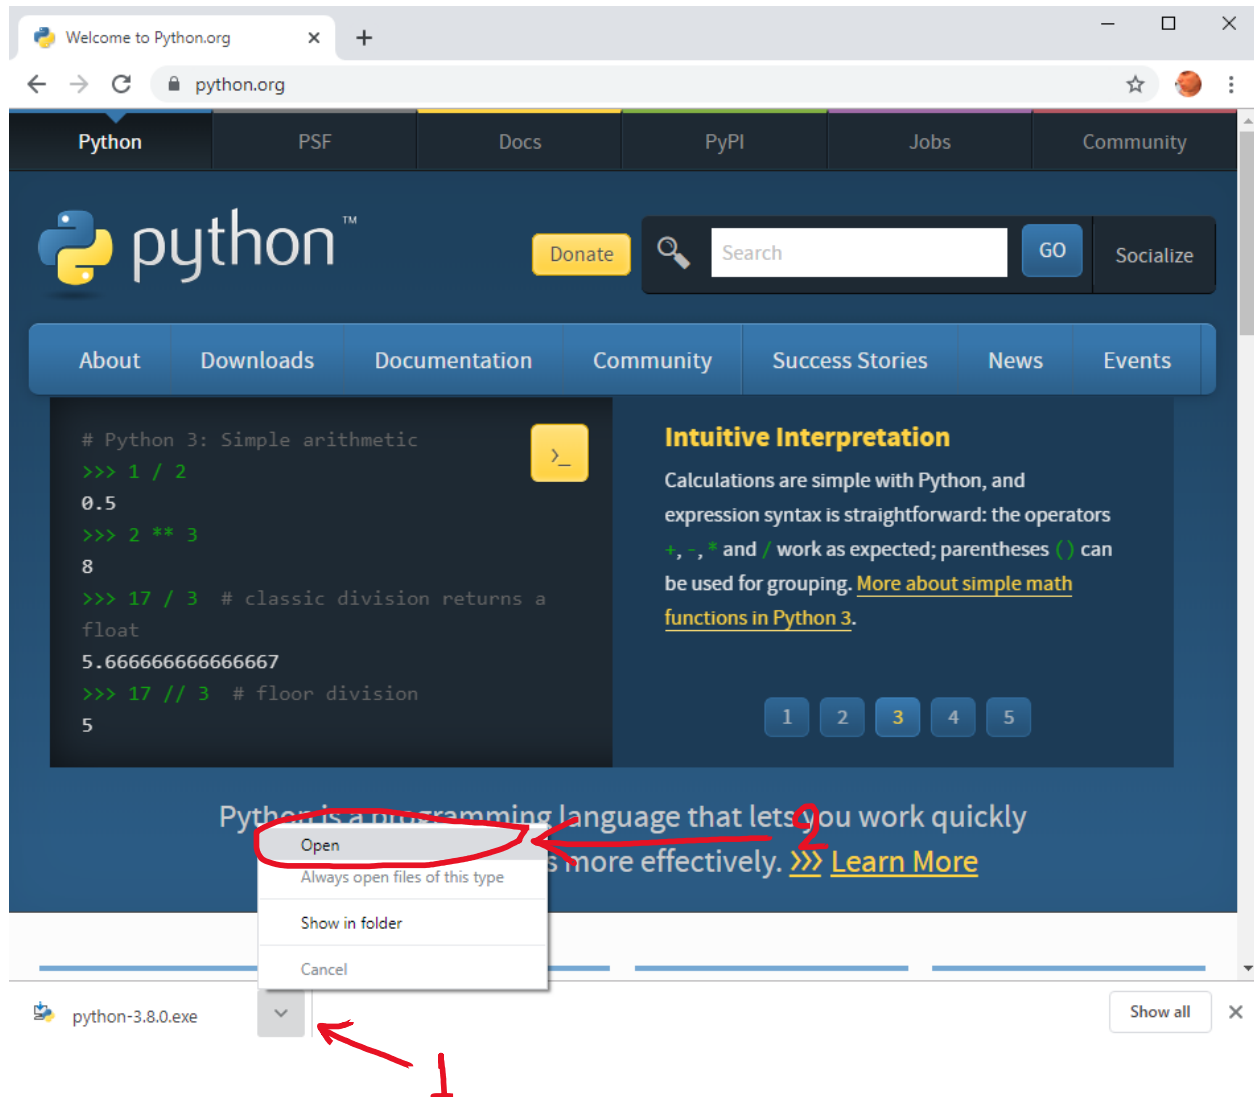 Welcome to Python.org
python.org
Python PSF Docs PyPI Jobs Community
python™
Donate Search GO Socialize
About Downloads Documentation Community Success Stories News Events
# Python 3: Simple arithmetic
>>> 1 / 2
0.5
>>> 2 ** 3
8
>>> 17 / 3 # classic division returns a
float
5.666666666666667
>>> 17 // 3 # floor division
5
>_
Intuitive Interpretation
Calculations are simple with Python, and
expression syntax is straightforward: the operators
+, -, * and / work as expected; parentheses () can
be used for grouping. More about simple math
functions in Python 3.
1 2 3 4 5
Python is a programming language that lets you work quickly
s more effectively. >>> Learn More
2
Open
Always open files of this type
Show in folder
Cancel
python-3.8.0.exe
Show all
1